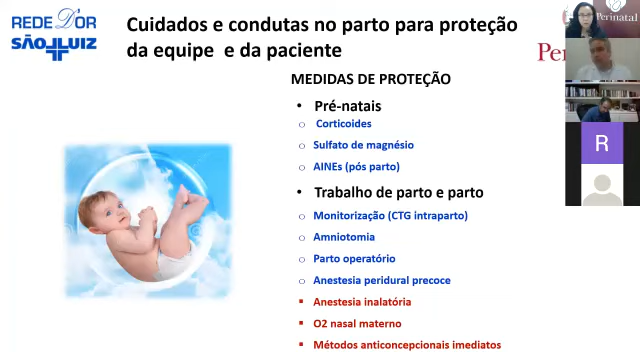 REDE D'OR
SÃO LUIZ
Cuidados e condutas no parto para proteção
da equipe e da paciente
Perinatal
Per
MEDIDAS DE PROTEÇÃO
• Pré-natais
o Corticoides
o Sulfato de magnésio
o AINEs (pós parto)
• Trabalho de parto e parto
o Monitorização (CTG intraparto)
o Amniotomia
o Parto operatório
o Anestesia peridural precoce
▪ Anestesia inalatória
▪ O2 nasal materno
▪ Métodos anticoncepcionais imediatos
R